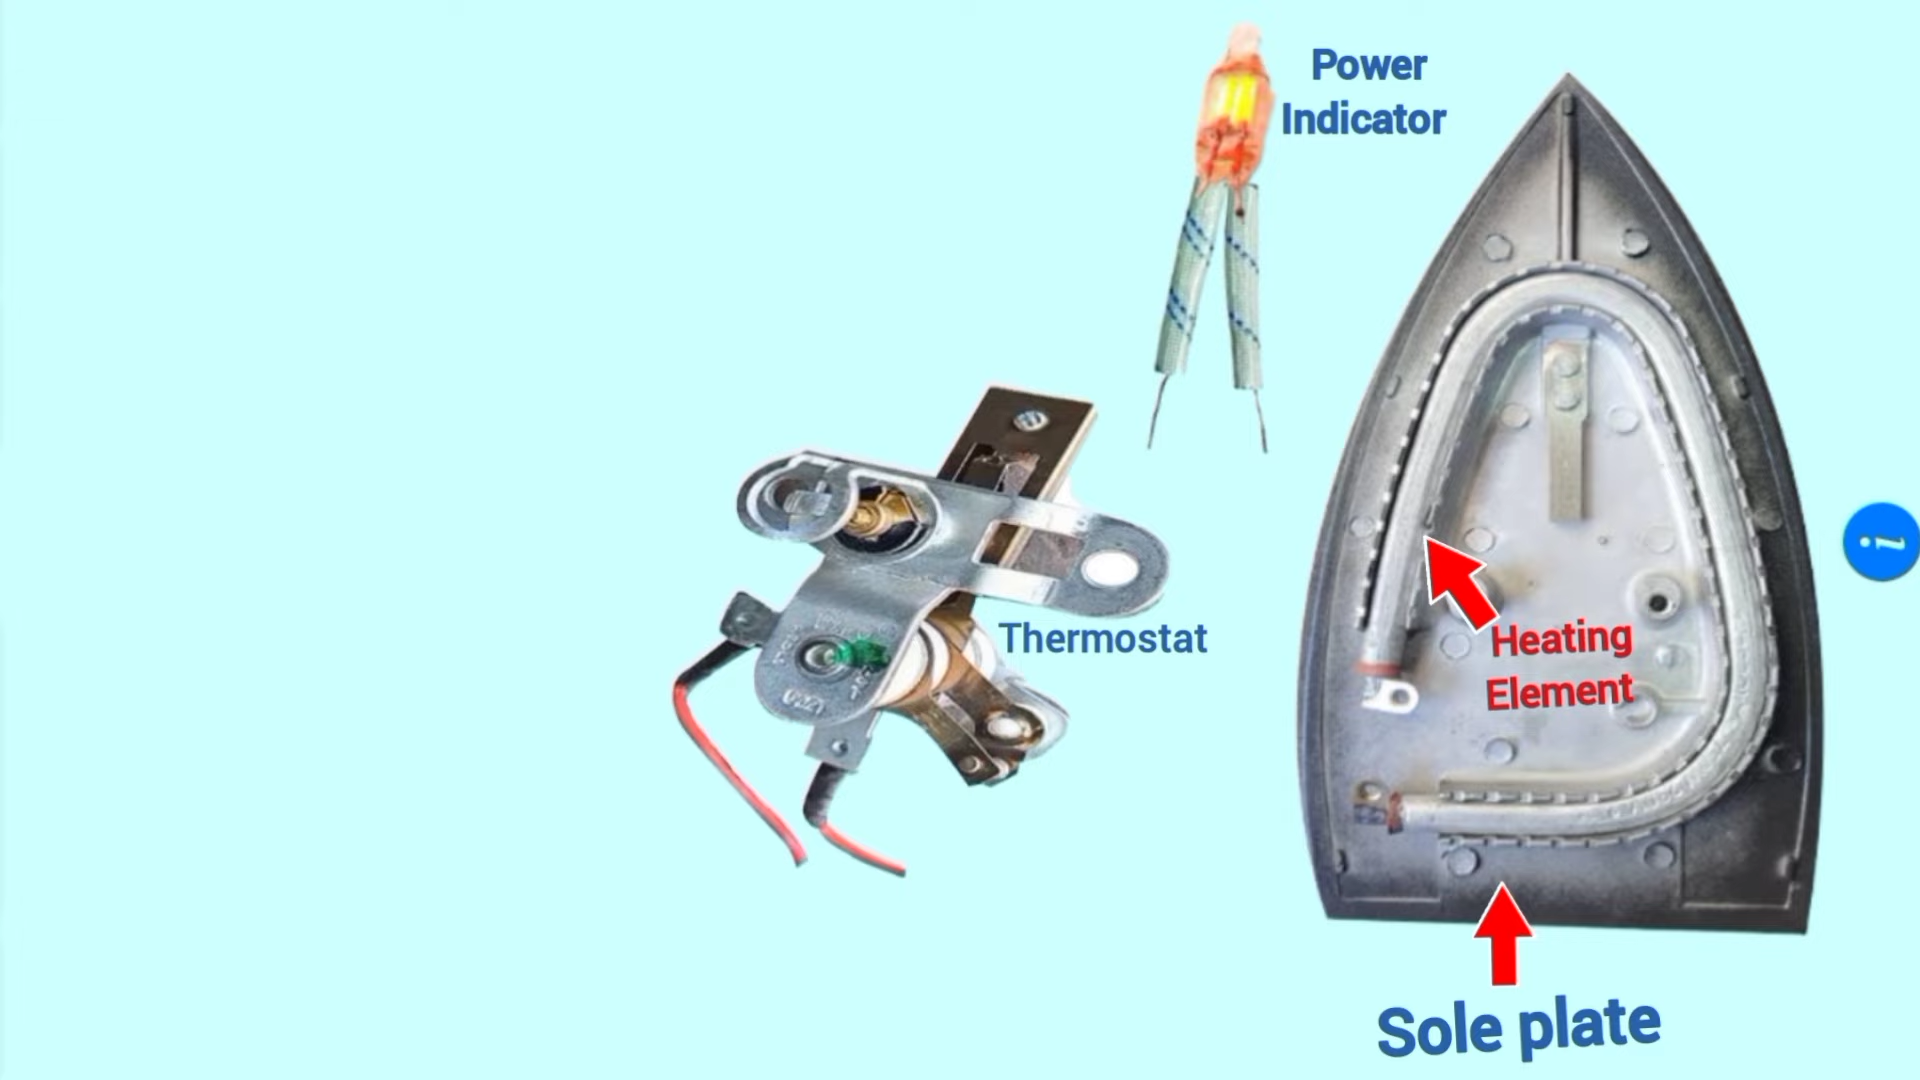 Power
Indicator
Thermostat
Heating
Element
Sole plate
i